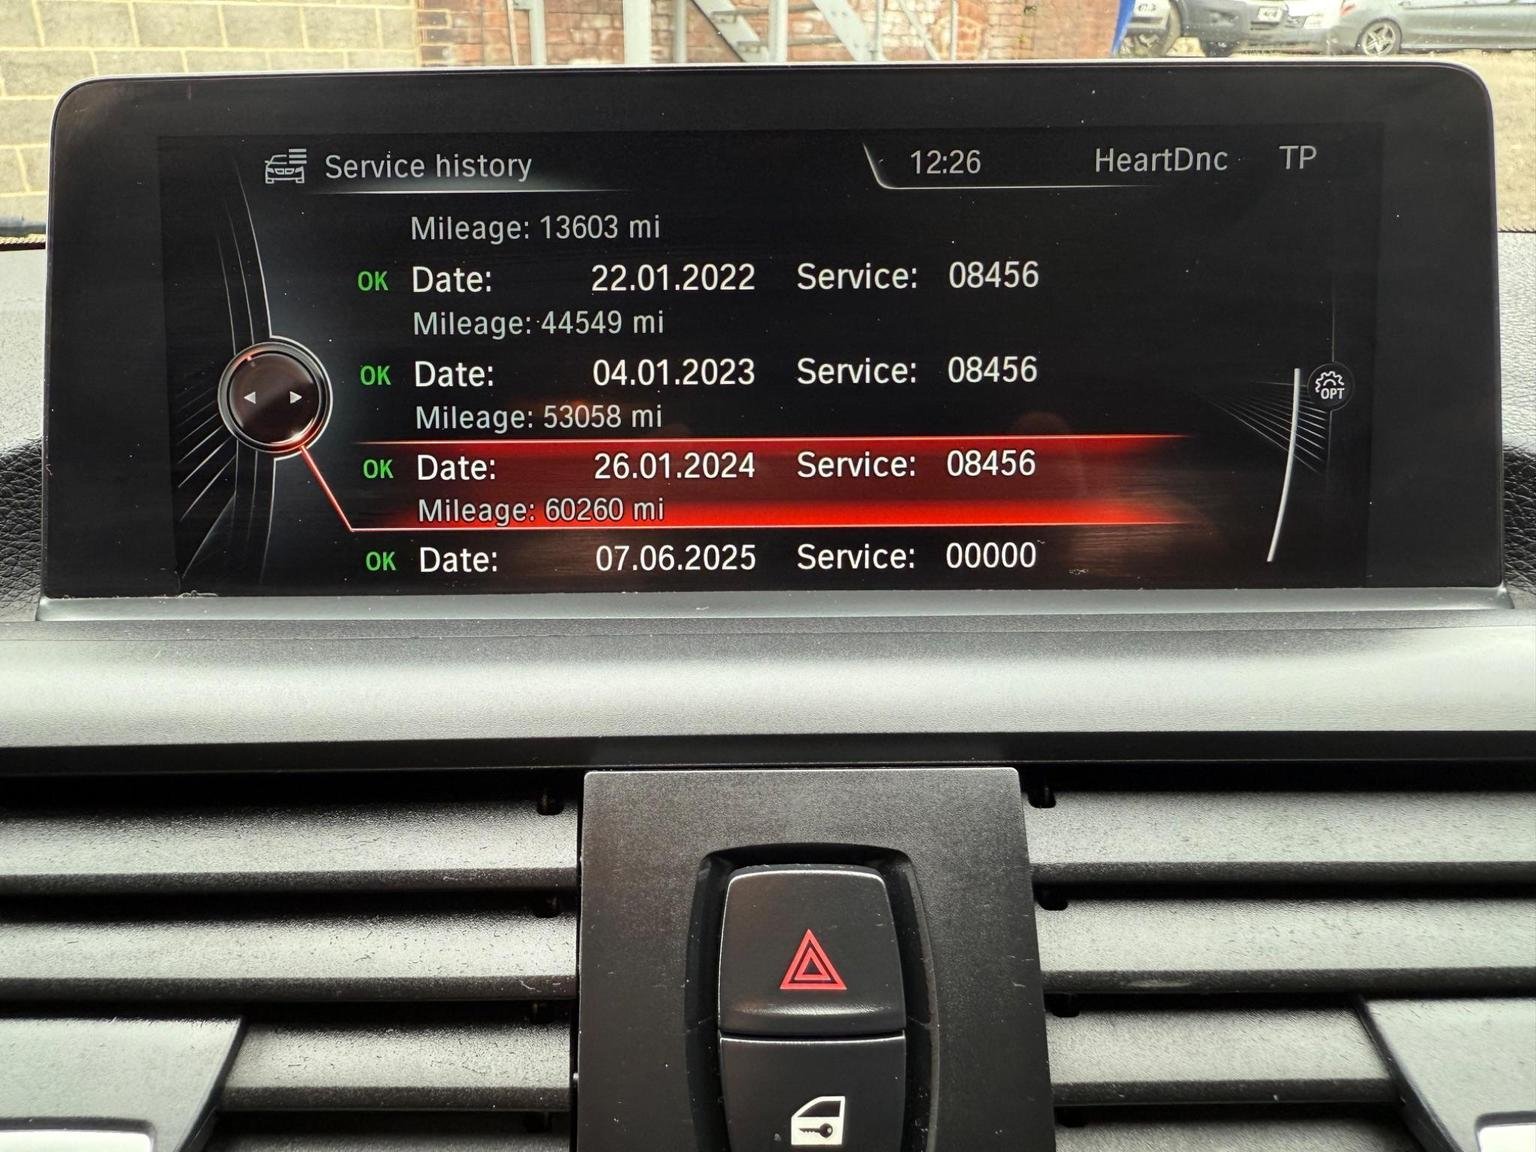 Service history 12:26 HeartDnc TP
Mileage: 13603 mi
OK Date: 22.01.2022 Service: 08456
Mileage: 44549 mi
OK Date: 04.01.2023 Service: 08456
Mileage: 53058 mi
OPT
OK Date: 26.01.2024 Service: 08456
Mileage: 60260 mi
OK Date: 07.06.2025 Service: 00000